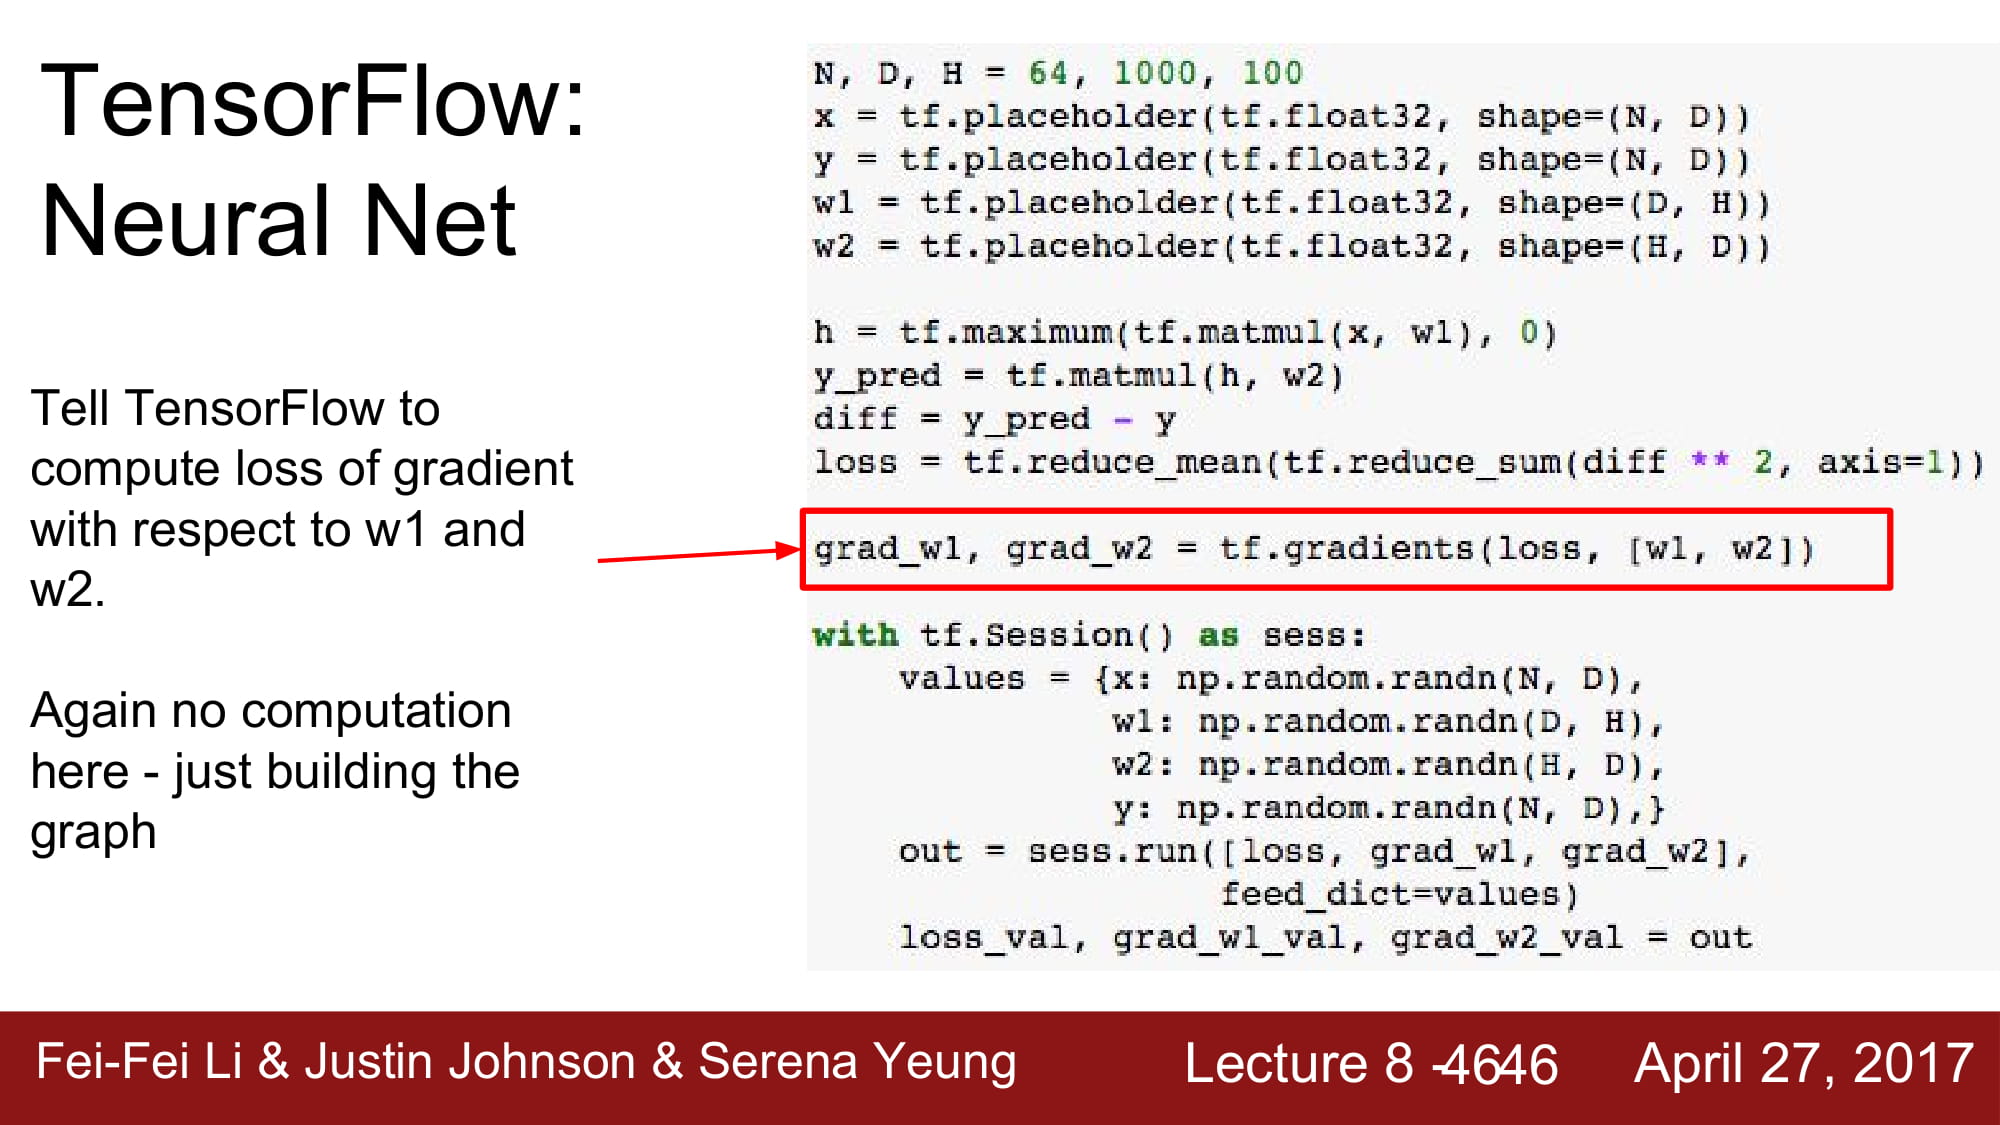 TensorFlow:
Neural Net
Tell TensorFlow to
compute loss of gradient
with respect to w1 and
w2.
Again no computation
here - just building the
graph
N, D, H = 64, 1000, 100
x = tf.placeholder(tf.float32, shape=(N, D))
y = tf.placeholder(tf.float32, shape=(N, D))
w1 = tf.placeholder(tf.float32, shape=(D, H))
w2 = tf.placeholder(tf.float32, shape=(H, D))
h = tf.maximum(tf.matmul(x, w1), 0)
y_pred = tf.matmul(h, w2)
diff = y_pred - y
loss = tf.reduce_mean(tf.reduce_sum(diff ** 2, axis=1))
grad_w1, grad_w2 = tf.gradients(loss, [w1, w2])
with tf.Session() as sess:
    values = {x: np.random.randn(N, D),
              w1: np.random.randn(D, H),
              w2: np.random.randn(H, D),
              y: np.random.randn(N, D),}
    out = sess.run([loss, grad_w1, grad_w2],
                   feed_dict=values)
    loss_val, grad_w1_val, grad_w2_val = out
Fei-Fei Li & Justin Johnson & Serena Yeung
Lecture 8 -4646
April 27, 2017